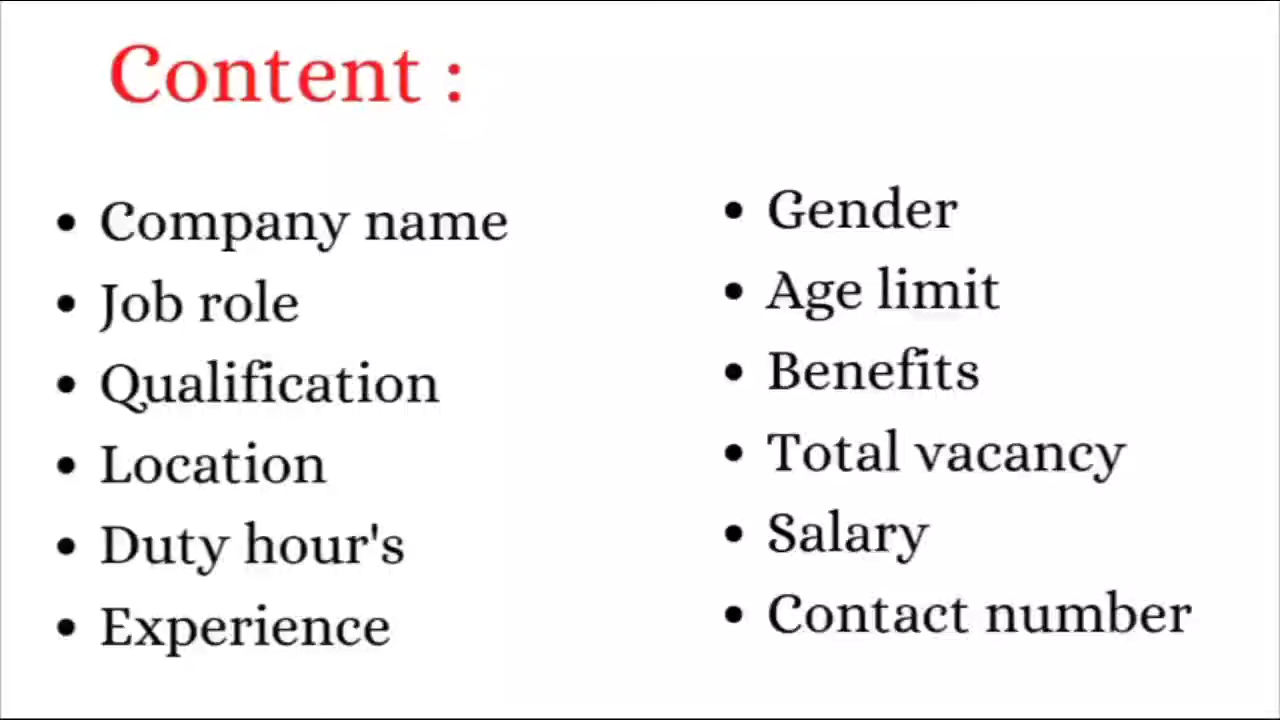 Content :
• Company name
• Job role
• Qualification
• Location
• Duty hour's
• Experience
• Gender
• Age limit
• Benefits
• Total vacancy
• Salary
• Contact number